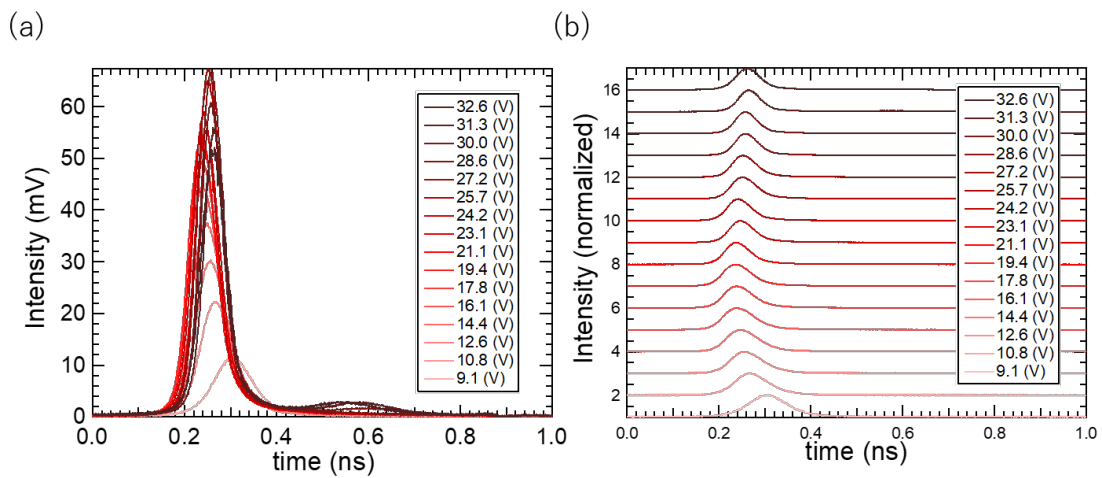 (a)
60
50
40
30
20
10
0
Intensity (mV)
0.0 0.2 0.4 0.6 0.8 1.0
time (ns)
32.6 (V)
31.3 (V)
30.0 (V)
28.6 (V)
27.2 (V)
25.7 (V)
24.2 (V)
23.1 (V)
21.1 (V)
19.4 (V)
17.8 (V)
16.1 (V)
14.4 (V)
12.6 (V)
10.8 (V)
9.1 (V)
(b)
16
14
12
10
8
6
4
2
Intensity (normalized)
0.0 0.2 0.4 0.6 0.8 1.0
time (ns)
32.6 (V)
31.3 (V)
30.0 (V)
28.6 (V)
27.2 (V)
25.7 (V)
24.2 (V)
23.1 (V)
21.1 (V)
19.4 (V)
17.8 (V)
16.1 (V)
14.4 (V)
12.6 (V)
10.8 (V)
9.1 (V)